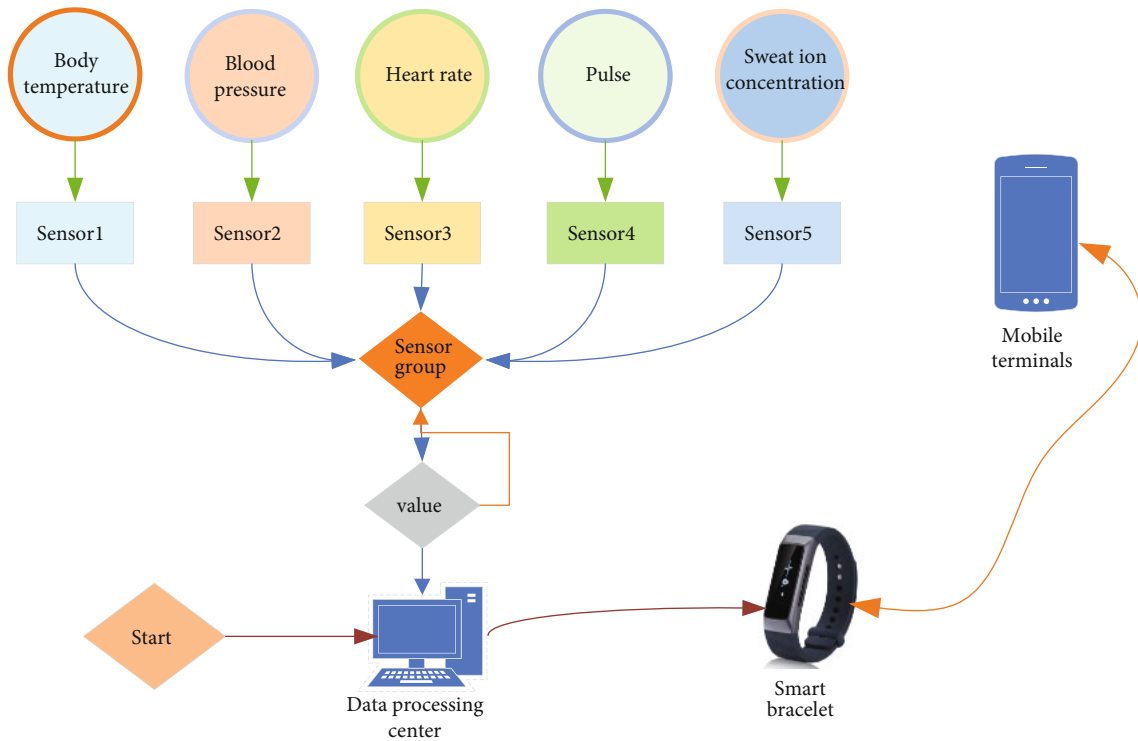 Body
temperature
Blood
pressure
Heart rate
Pulse
Sweat ion
concentration
Sensor1
Sensor2
Sensor3
Sensor4
Sensor5
Sensor
group
Mobile
terminals
value
Start
Data processing
center
Smart
bracelet